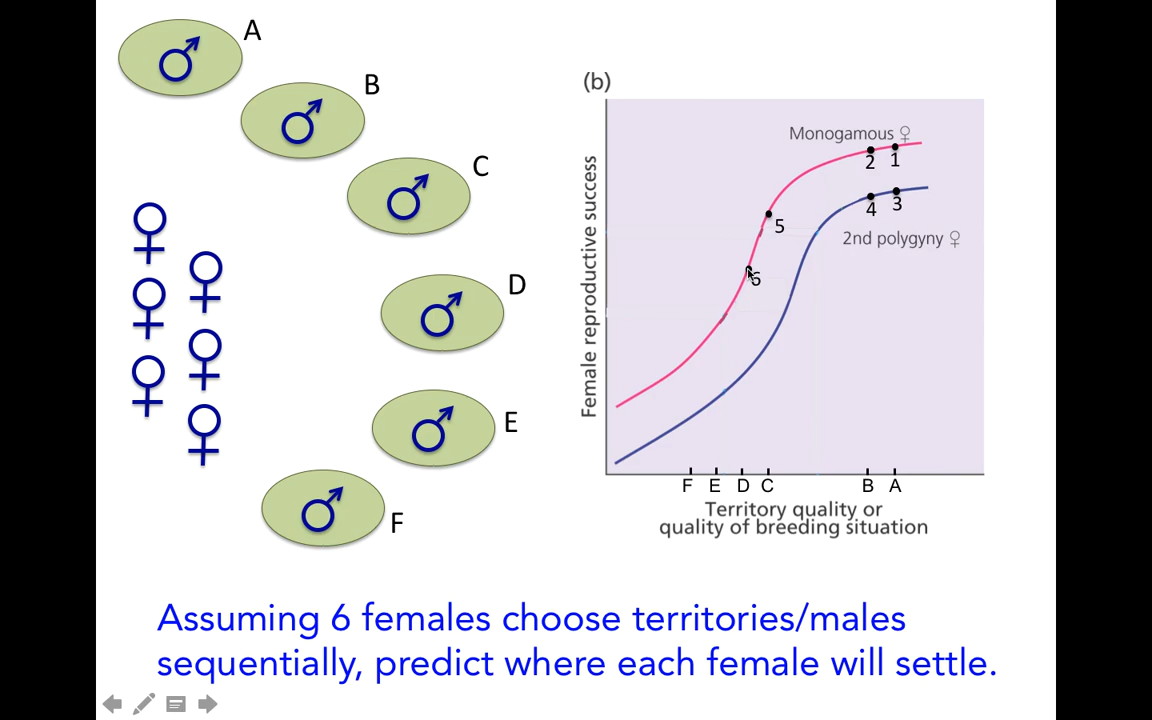 A
B
C
D
E
F
(b)
Female reproductive success
Monogamous ♀
2 1
4 3
5
2nd polygyny ♀
6
F E D C B A
Territory quality or
quality of breeding situation
Assuming 6 females choose territories/males
sequentially, predict where each female will settle.